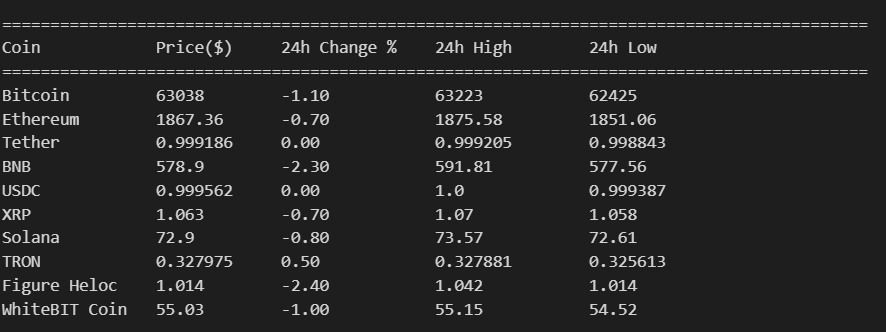 ==========================================================================================
Coin            Price($)     24h Change %    24h High        24h Low
==========================================================================================
Bitcoin         63038        -1.10           63223           62425
Ethereum        1867.36      -0.70           1875.58         1851.06
Tether          0.999186     0.00            0.999205        0.998843
BNB             578.9        -2.30           591.81          577.56
USDC            0.999562     0.00            1.0             0.999387
XRP             1.063        -0.70           1.07            1.058
Solana          72.9         -0.80           73.57           72.61
TRON            0.327975     0.50            0.327881        0.325613
Figure Heloc    1.014        -2.40           1.042           1.014
WhiteBIT Coin   55.03        -1.00           55.15           54.52